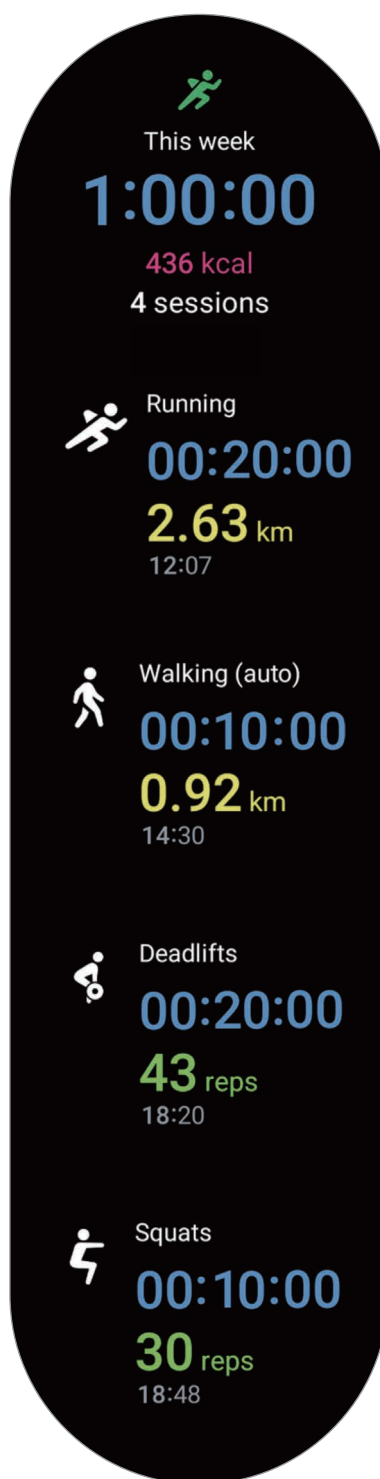 This week
1:00:00
436 kcal
4 sessions
Running
00:20:00
2.63 km
12:07
Walking (auto)
00:10:00
0.92 km
14:30
Deadlifts
00:20:00
43 reps
18:20
Squats
00:10:00
30 reps
18:48